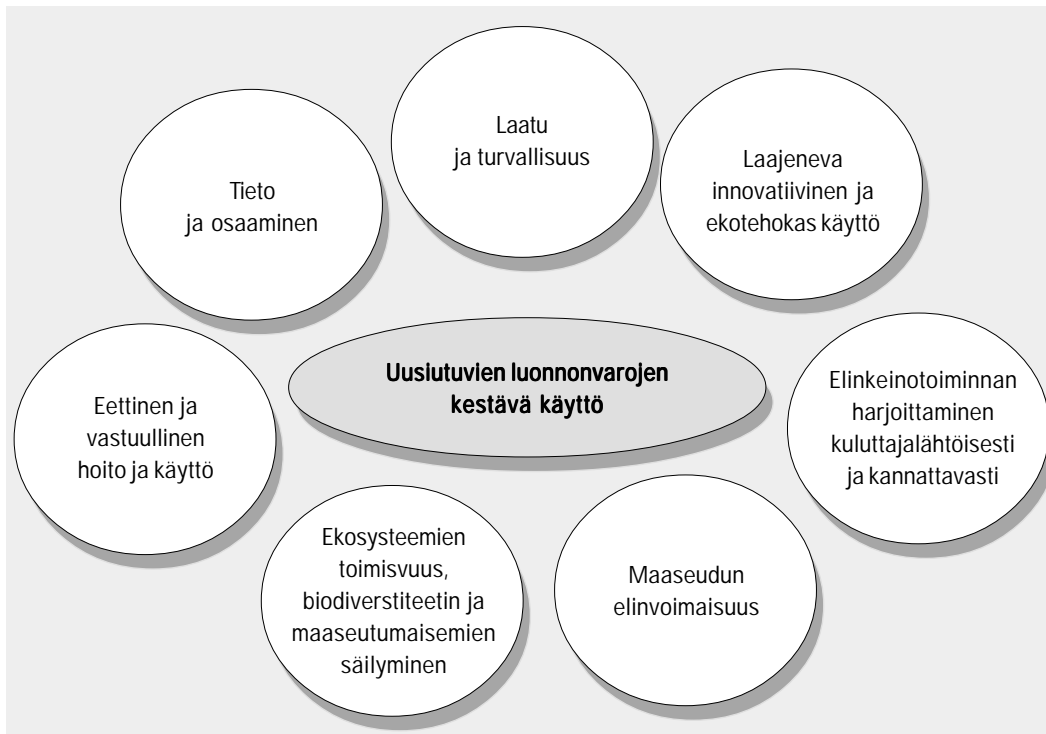 Laatu
ja turvallisuus
Tieto
ja osaaminen
Laajeneva
innovatiivinen ja
ekotehokas käyttö
Uusiutuvien luonnonvarojen
kestävä käyttö
Eettinen ja
vastuullinen
hoito ja käyttö
Elinkeinotoiminnan
harjoittaminen
kuluttajalähtöisesti
ja kannattavasti
Ekosysteemien
toimisvuus,
biodiverstiteetin ja
maaseutumaisemien
säilyminen
Maaseudun
elinvoimaisuus